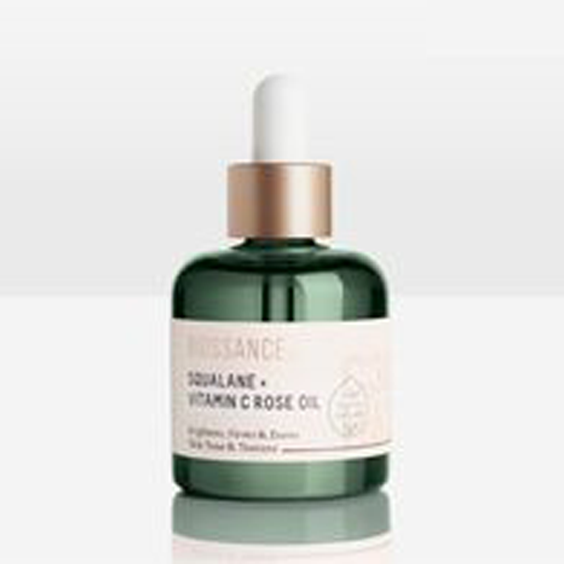 BIOSSANCE
SQUALANE +
VITAMIN C ROSE OIL
Brightens, Firms & Evens
Skin Tone & Texture